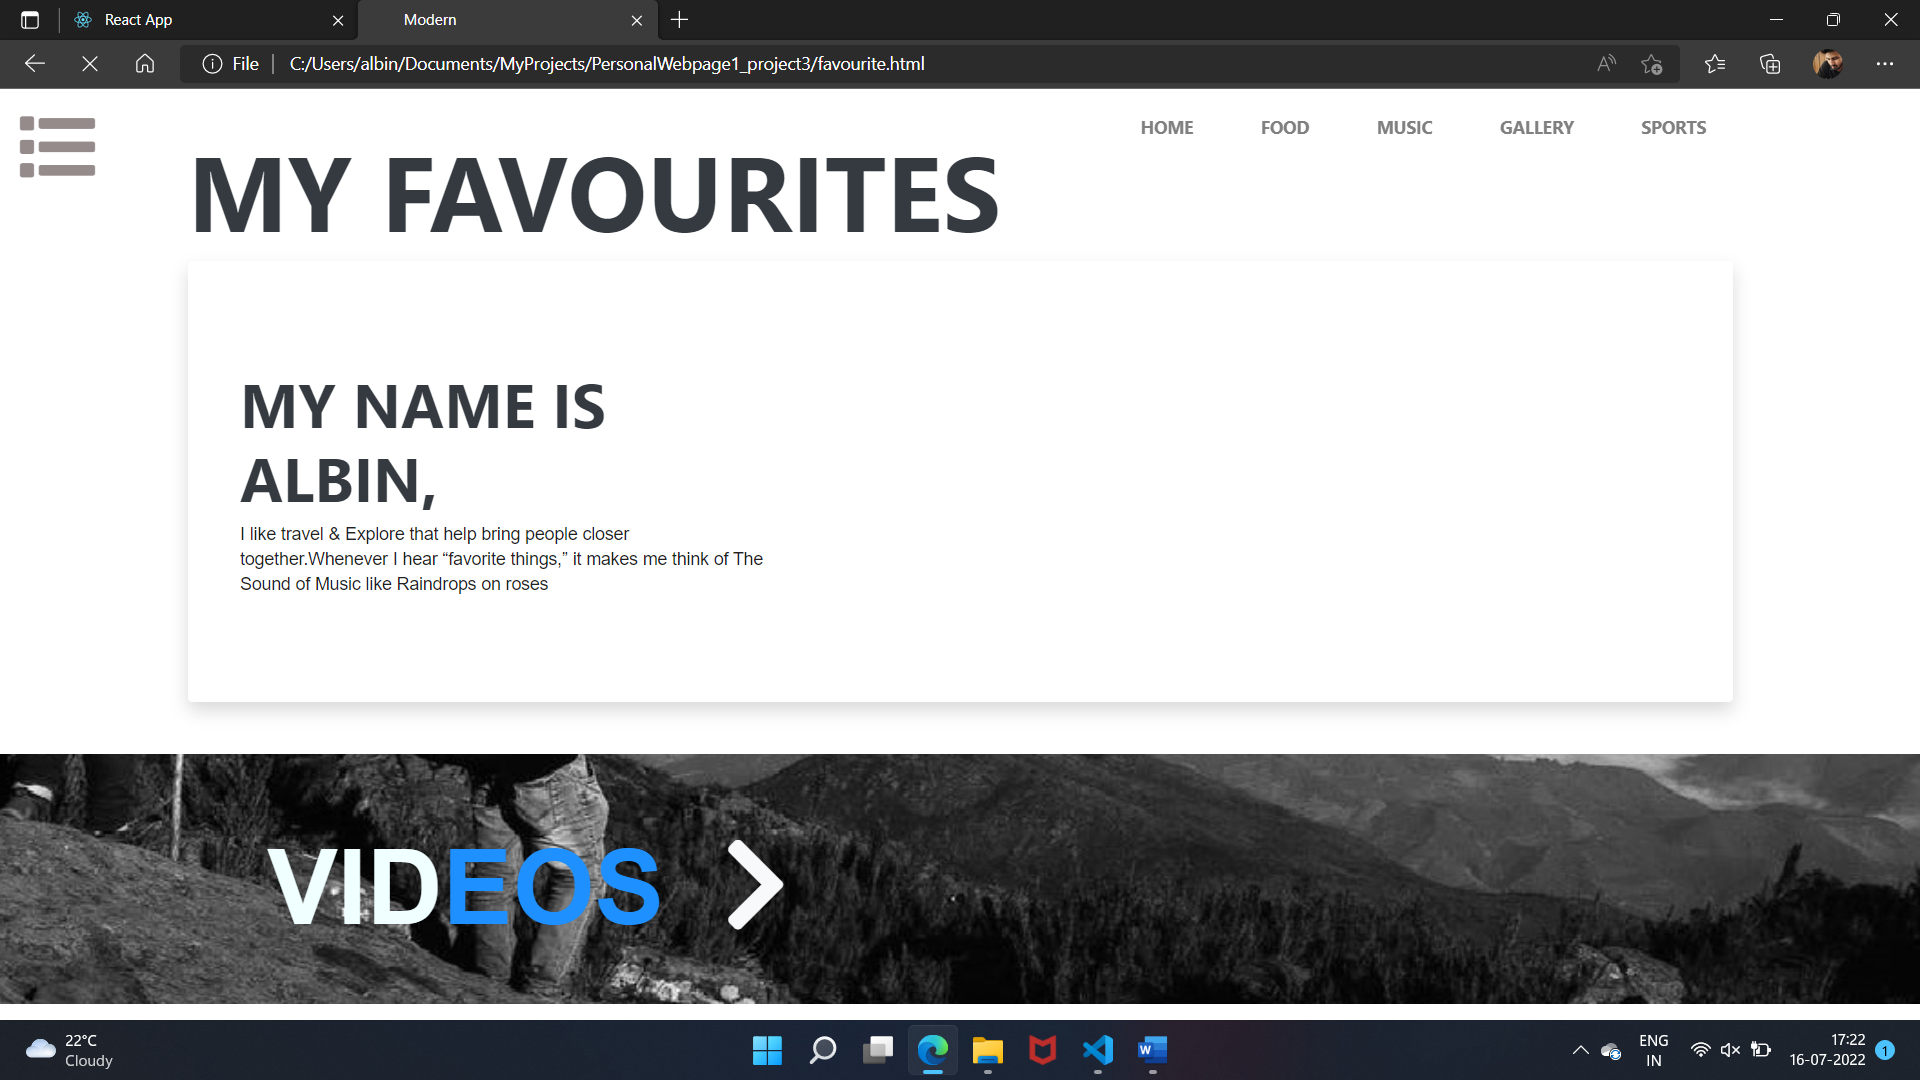 React App
Modern
File
C:/Users/albin/Documents/MyProjects/PersonalWebpage1_project3/favourite.html
HOME FOOD MUSIC GALLERY SPORTS
MY FAVOURITES
MY NAME IS
ALBIN,
I like travel & Explore that help bring people closer
together.Whenever I hear “favorite things,” it makes me think of The
Sound of Music like Raindrops on roses
VIDEOS
22°C
Cloudy
W
ENG
IN
17:22
16-07-2022
1